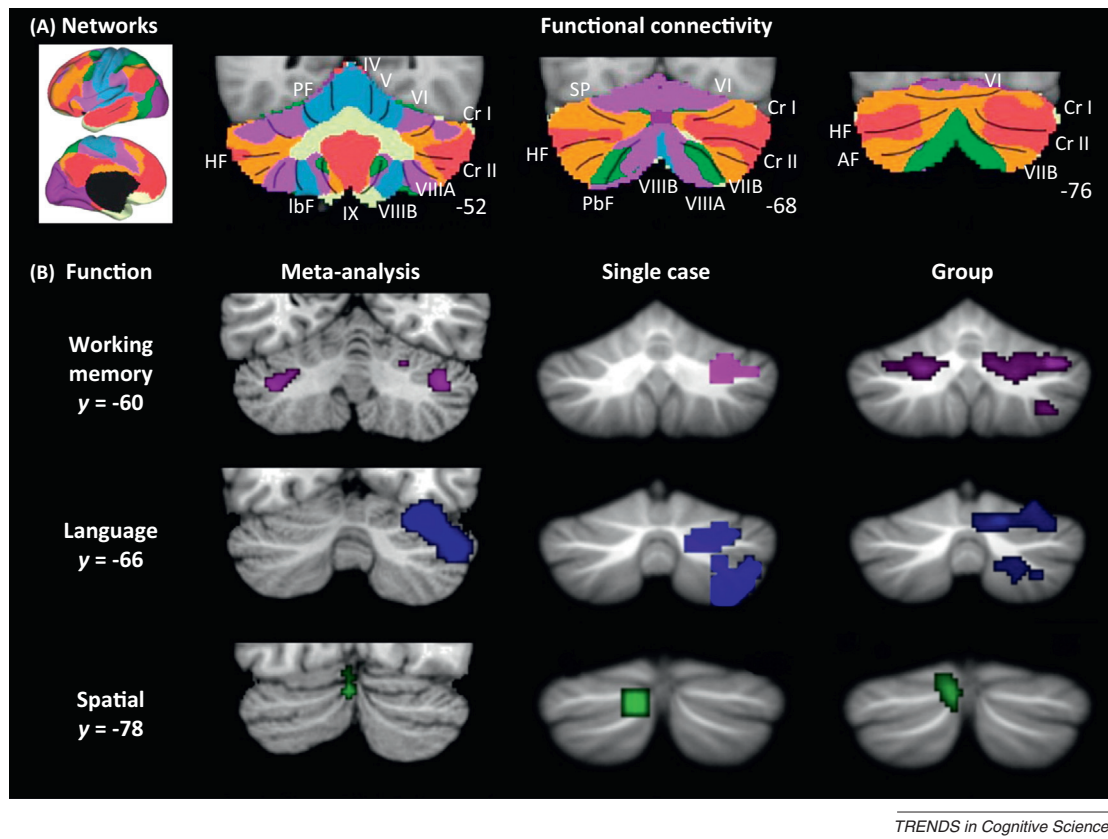 (A) Networks
Functional connectivity
IV
V
PF
VI
Cr I
HF
Cr II
VIIIA
IbF
IX
VIIIB
-52
SP
VI
Cr I
HF
Cr II
VIIIB
VIIB
PbF
VIIIA
-68
VI
Cr I
HF
Cr II
AF
VIIB
-76
(B) Function
Meta-analysis
Single case
Group
Working
memory
y = -60
Language
y = -66
Spatial
y = -78
TRENDS in Cognitive Science